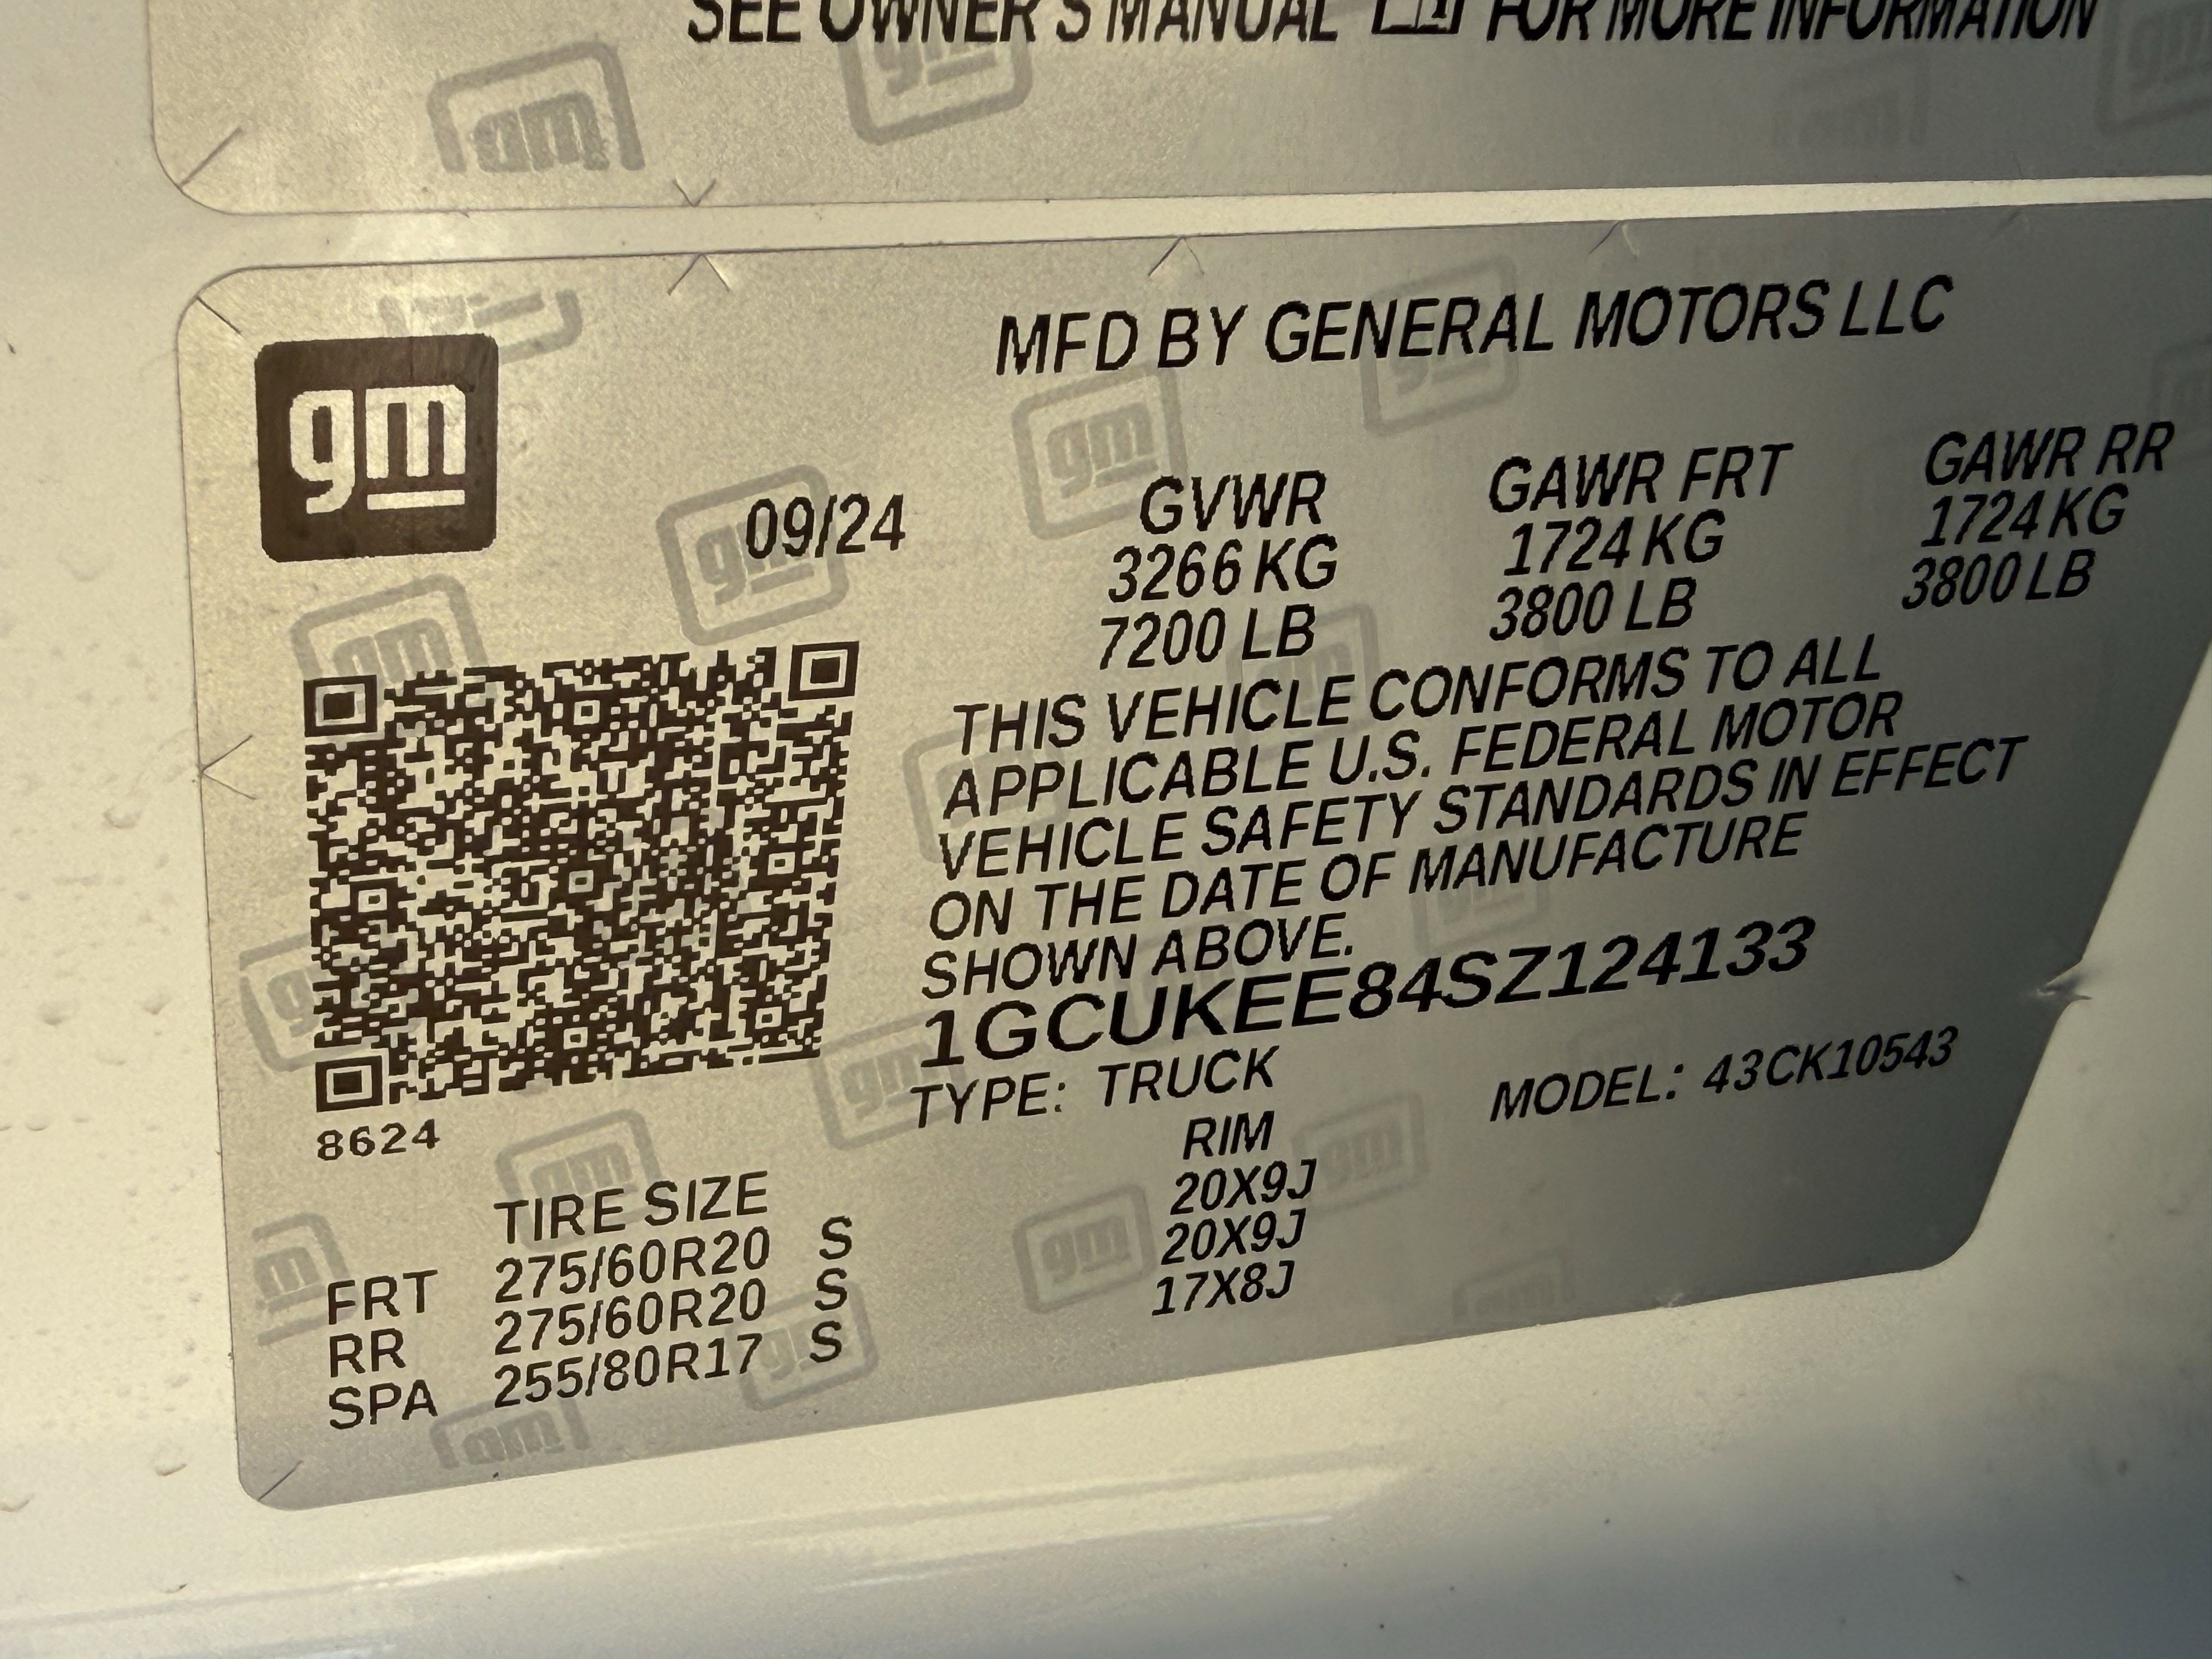 SEE OWNER'S MANUAL FOR MORE INFORMATION
gm
MFD BY GENERAL MOTORS LLC
09/24
GVWR GAWR FRT GAWR RR
3266 KG 1724 KG 1724 KG
7200 LB 3800 LB 3800 LB
THIS VEHICLE CONFORMS TO ALL
APPLICABLE U.S. FEDERAL MOTOR
VEHICLE SAFETY STANDARDS IN EFFECT
ON THE DATE OF MANUFACTURE
SHOWN ABOVE.
1GCUKEE84SZ124133
TYPE: TRUCK MODEL: 43CK10543
8624
TIRE SIZE RIM
FRT 275/60R20 S 20X9J
RR 275/60R20 S 20X9J
SPA 255/80R17 S 17X8J